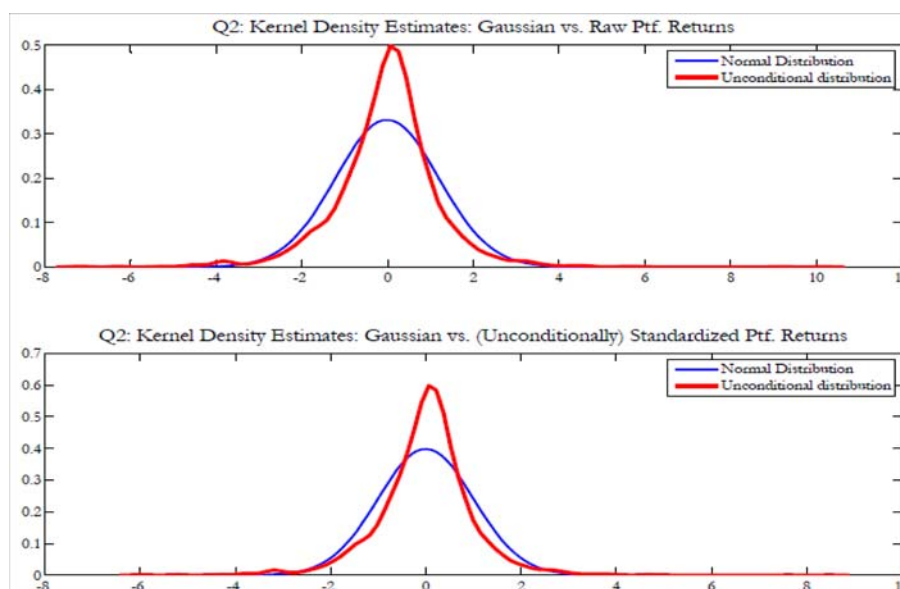 Q2: Kernel Density Estimates: Gaussian vs. Raw Ptf. Returns
0.5
Normal Distribution
Unconditional distribution
0.4
0.3
0.2
0.1
0
-8 -6 -4 -2 0 2 4 6 8 10 1
Q2: Kernel Density Estimates: Gaussian vs. (Unconditionally) Standardized Ptf. Returns
0.7
Normal Distribution
Unconditional distribution
0.6
0.5
0.4
0.3
0.2
0.1
0
-8 -6 -4 -2 0 2 4 6 8 1